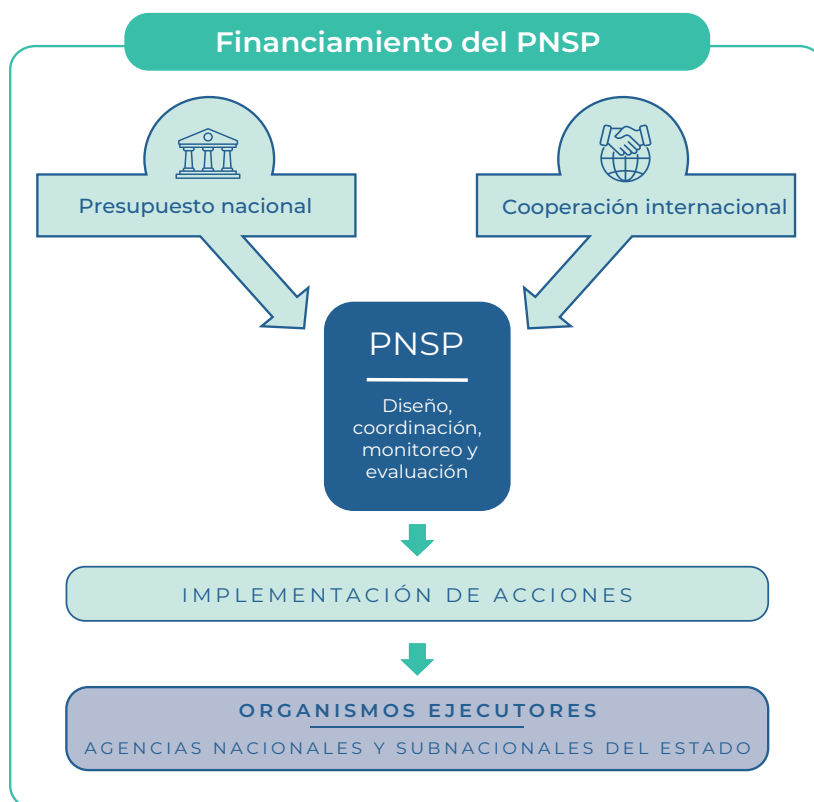 Financiamiento del PNSP
Presupuesto nacional
Cooperación internacional
PNSP
Diseño,
coordinación,
monitoreo y
evaluación
IMPLEMENTACIÓN DE ACCIONES
ORGANISMOS EJECUTORES
AGENCIAS NACIONALES Y SUBNACIONALES DEL ESTADO